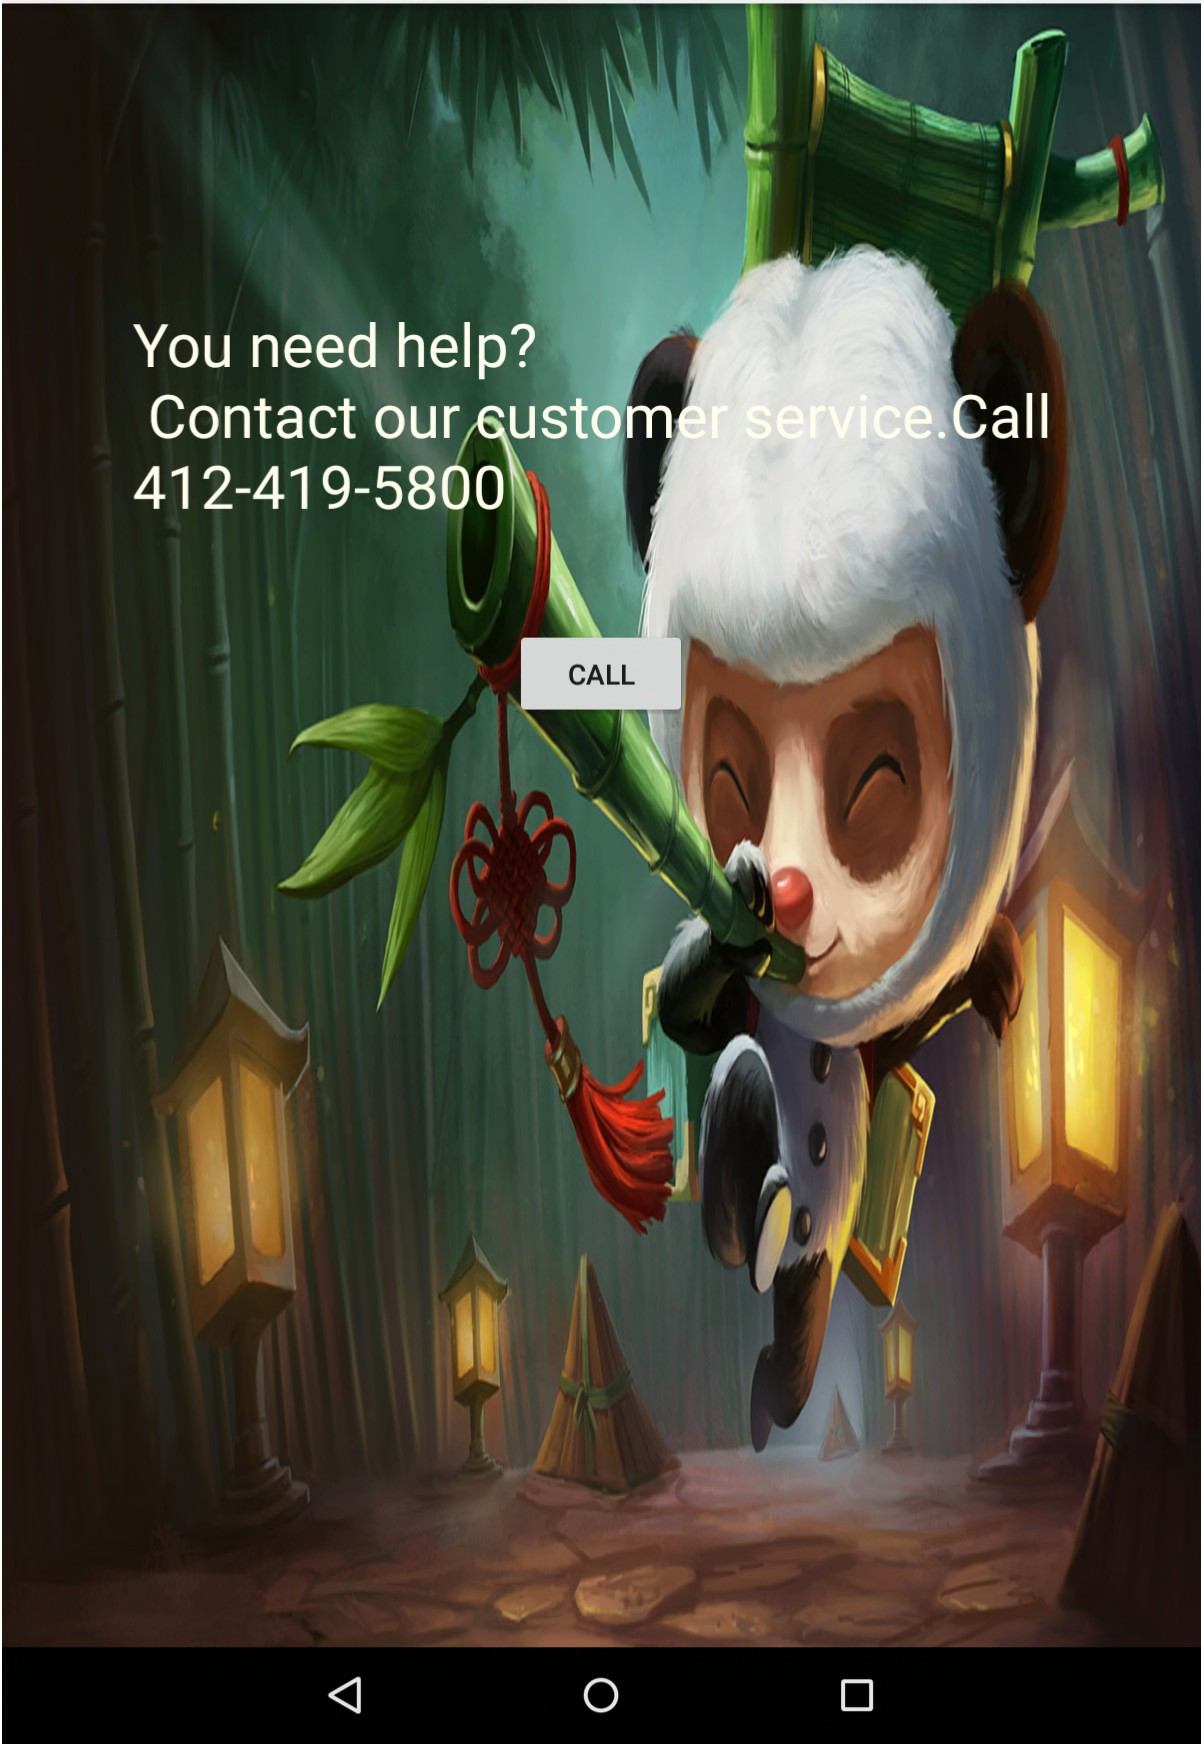 You need help?
Contact our customer service.Call
412-419-5800
CALL